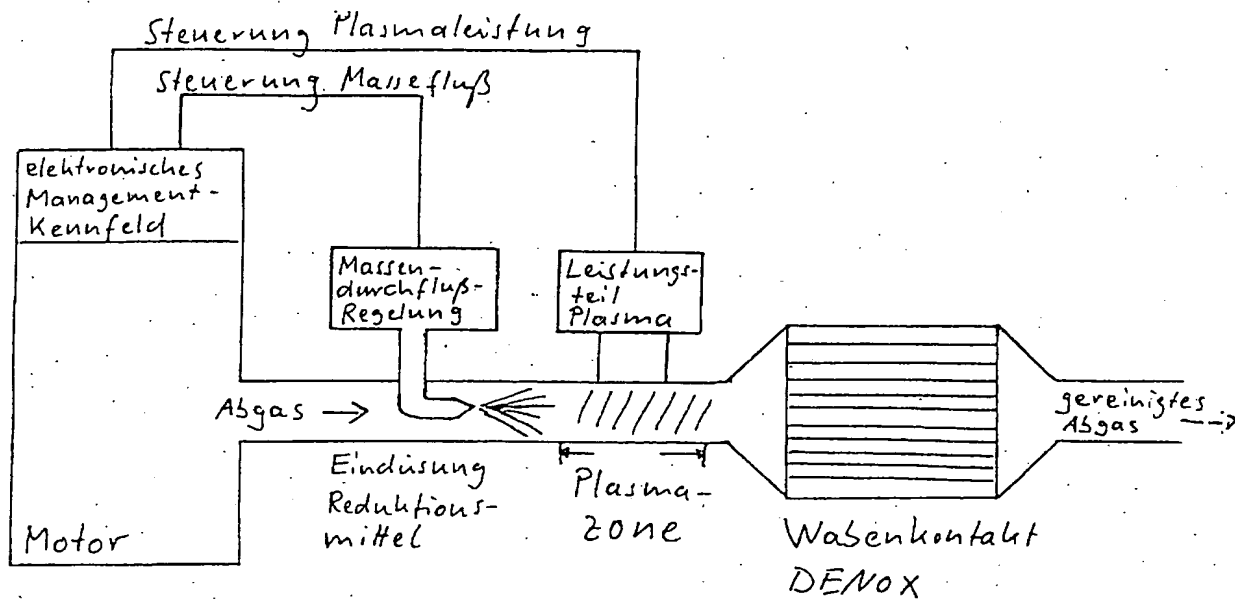 Steuerung Plasmaleistung
Steuerung Massefluß
elektronisches
Management-
Kennfeld
Massen-
durchfluß-
Regelung
Leistungs-
teil
Plasma
Abgas
gereinigtes
Abgas
Eindüsung
Reduktions-
mittel
Plasma-
zone
Motor
Wabenkontakt
DENOX